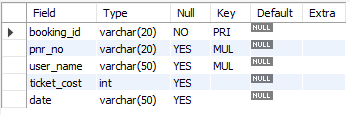 Field Type Null Key Default Extra
booking_id varchar(20) NO PRI NULL
pnr_no varchar(20) YES MUL NULL
user_name varchar(50) YES MUL NULL
ticket_cost int YES NULL
date varchar(50) YES NULL